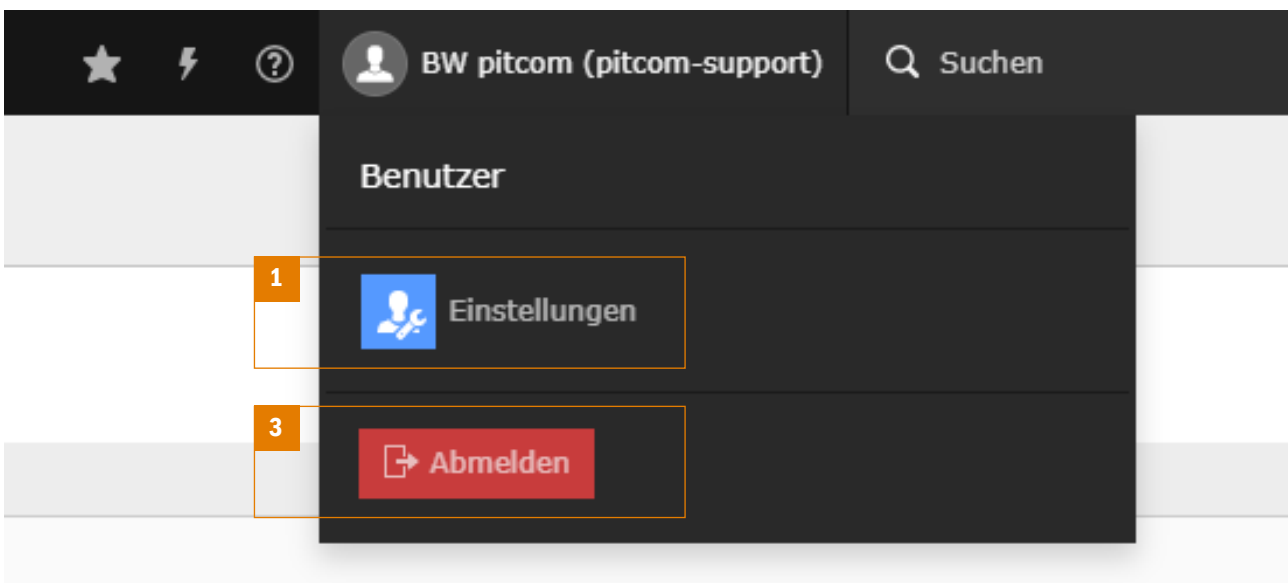 BW pitcom (pitcom-support) Suchen
Benutzer
1
Einstellungen
3
Abmelden